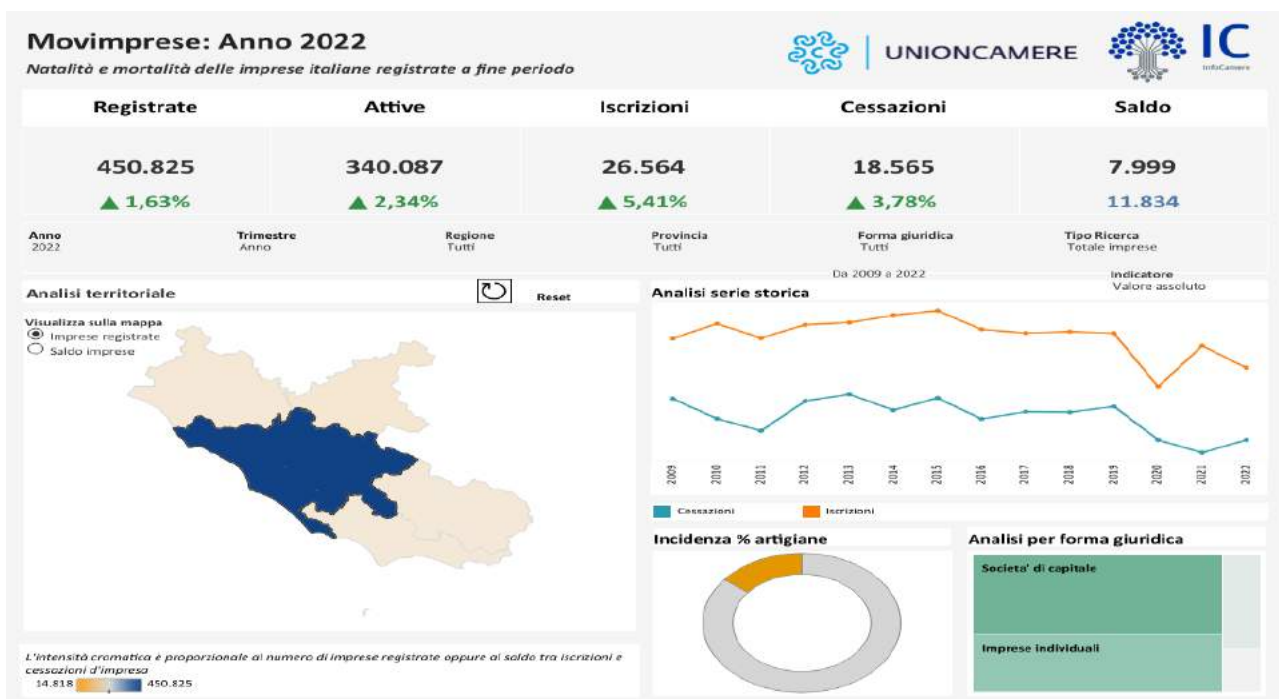 Movimprese: Anno 2022
Natalità e mortalità delle imprese italiane registrate a fine periodo
UNIONCAMERE
IC
InfoCamere
Registrate Attive Iscrizioni Cessazioni Saldo
450.825 340.087 26.564 18.565 7.999
▲ 1,63% ▲ 2,34% ▲ 5,41% ▲ 3,78% 11.834
Anno Trimestre Regione Provincia Forma giuridica Tipo Ricerca
2022 Anno Tutti Tutti Tutti Totale imprese
Da 2009 a 2022 Indicatore
Valore assoluto
Analisi territoriale Reset
Visualizza sulla mappa
Imprese registrate
Saldo imprese
L'intensità cromatica è proporzionale al numero di imprese registrate oppure al saldo tra iscrizioni e
cessazioni d'impresa
14.818 450.825
Analisi serie storica
2009 2010 2011 2012 2013 2014 2015 2016 2017 2018 2019 2020 2021 2022
Cessazioni Iscrizioni
Incidenza % artigiane
Analisi per forma giuridica
Societa' di capitale
Imprese individuali